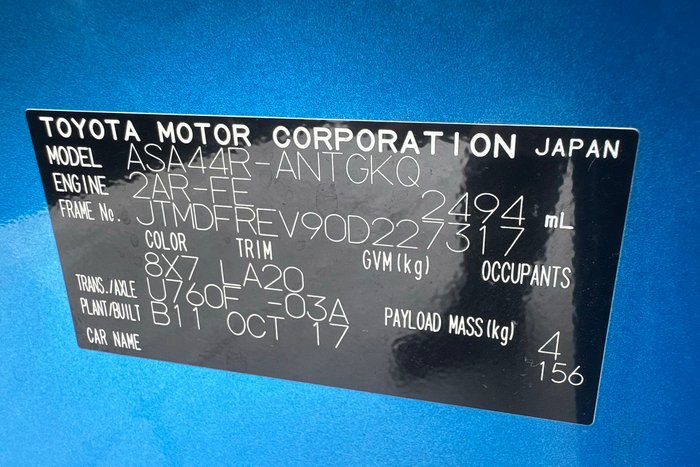 TOYOTA MOTOR CORPORATION JAPAN
MODEL ASA44R-ANTGKQ
ENGINE 2AR-FE 2494 mL
FRAME No. JTMDFREV90D227317
COLOR TRIM GVM(kg) OCCUPANTS
8X7 LA20
TRANS./AXLE U760F -03A
PLANT/BUILT B11 OCT 17 PAYLOAD MASS(kg) 4
CAR NAME 156